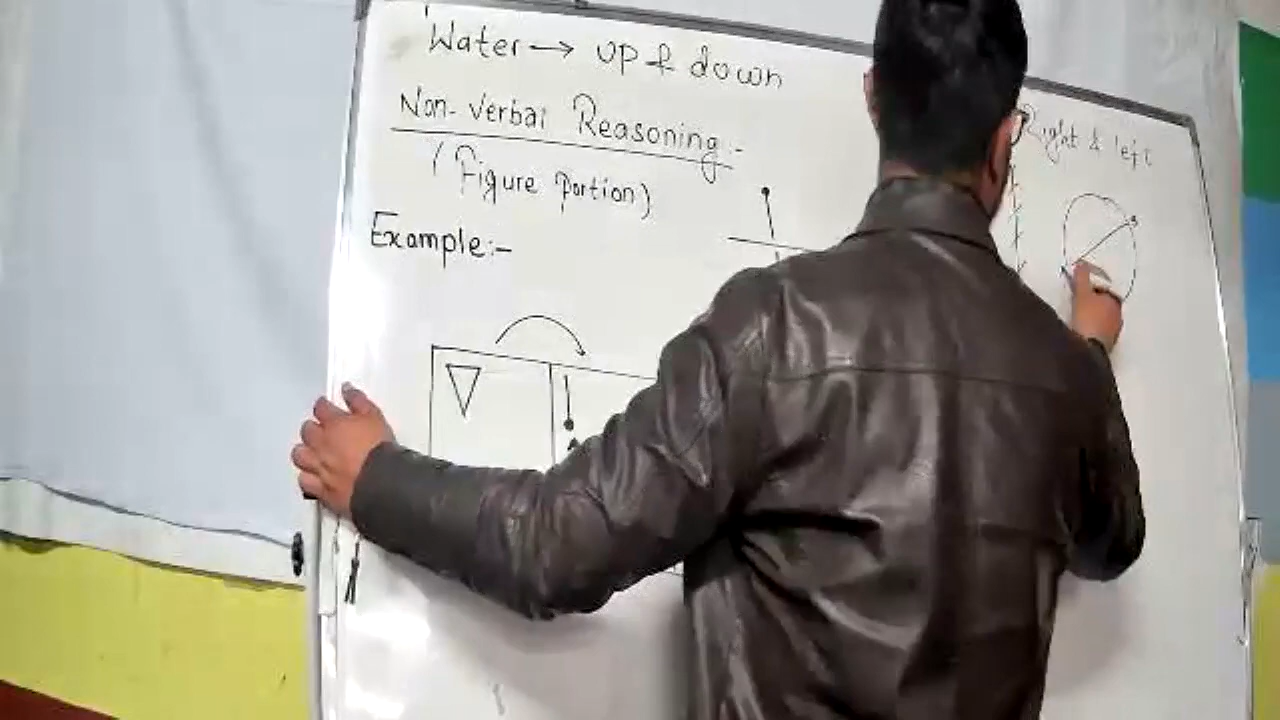 Water → up & down
Non-Verbal Reasoning:-
(Figure Portion)
Example:-
Right & left